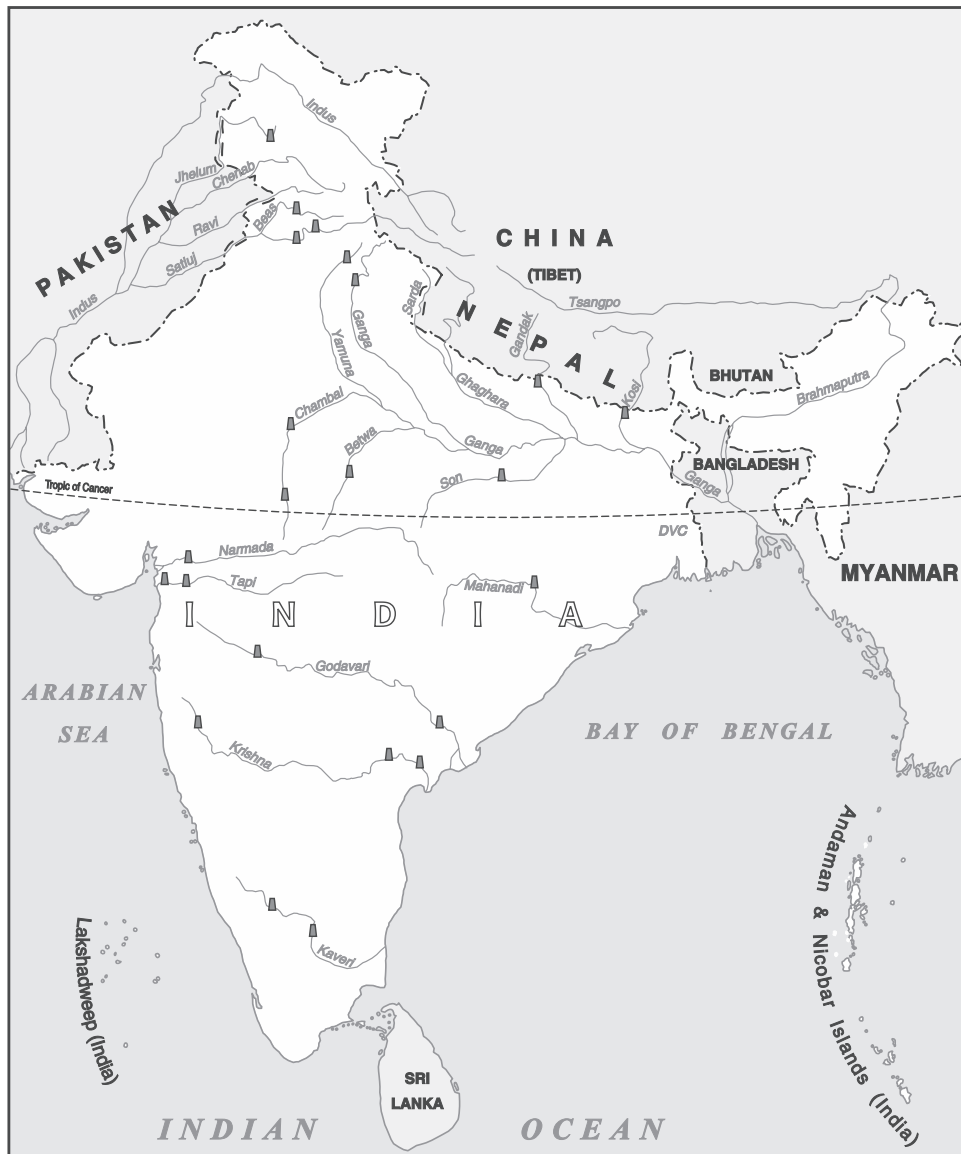 Indus
Jhelum
Chenab
PAKISTAN
Ravi
Beas
Satluj
Indus
CHINA
(TIBET)
Tsangpo
NEPAL
Sarda
Gandak
Ganga
Yamuna
Ghaghara
Kosi
BHUTAN
Brahmaputra
Chambal
Betwa
Ganga
Son
BANGLADESH
Ganga
Tropic of Cancer
DVC
Narmada
Tapi
Mahanadi
MYANMAR
INDIA
Godavari
ARABIAN
SEA
BAY OF BENGAL
Krishna
Kaveri
Lakshadweep (India)
Andaman & Nicobar Islands (India)
SRI
LANKA
INDIAN OCEAN